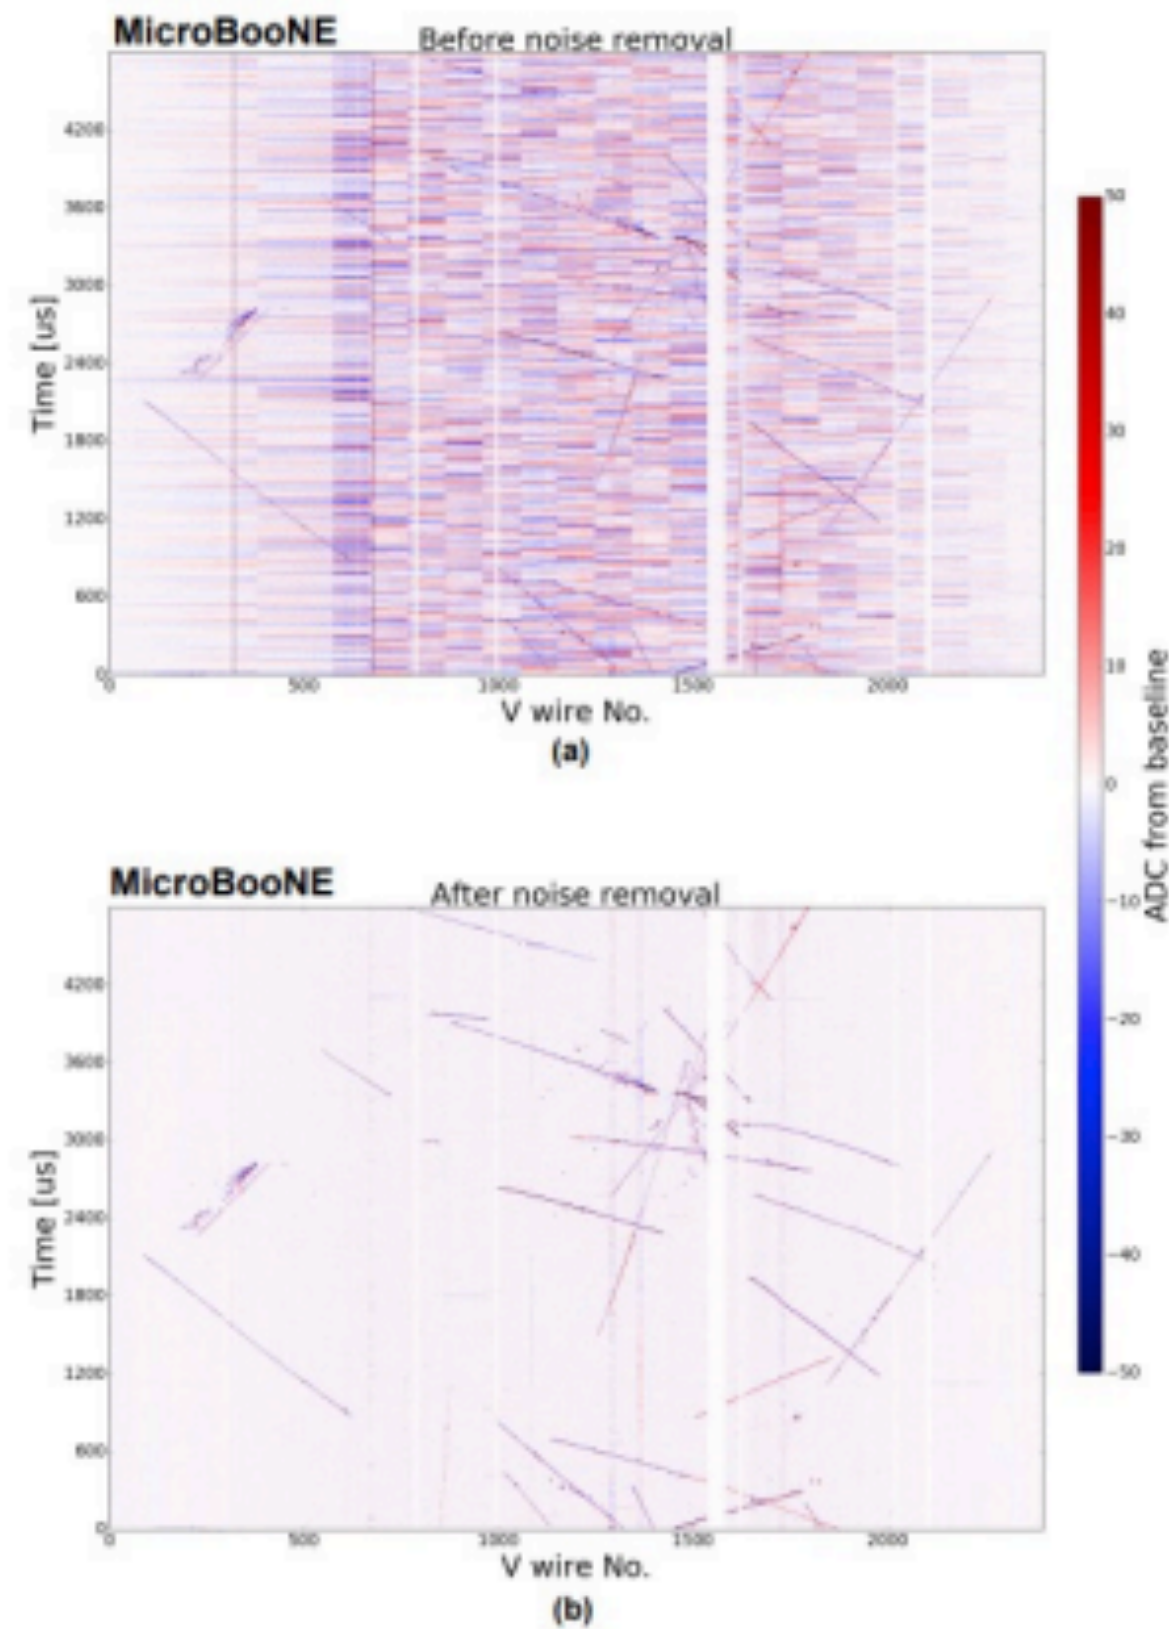 MicroBooNE
Before noise removal
4200
3600
3000
2400
1800
1200
600
0
0 500 1000 1500 2000
Time [us]
V wire No.
(a)
50
40
30
20
10
0
−10
−20
−30
−40
−50
ADC from baseline
MicroBooNE
After noise removal
4200
3600
3000
2400
1800
1200
600
0
0 500 1000 1500 2000
Time [us]
V wire No.
(b)